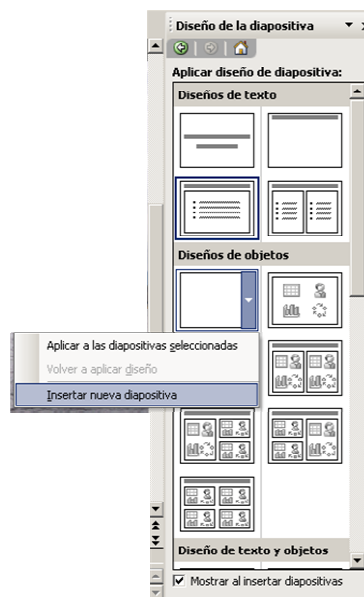 Diseño de la diapositiva
Aplicar diseño de diapositiva:
Diseños de texto
Diseños de objetos
Aplicar a las diapositivas seleccionadas
Volver a aplicar diseño
Insertar nueva diapositiva
Diseño de texto y objetos
Mostrar al insertar diapositivas